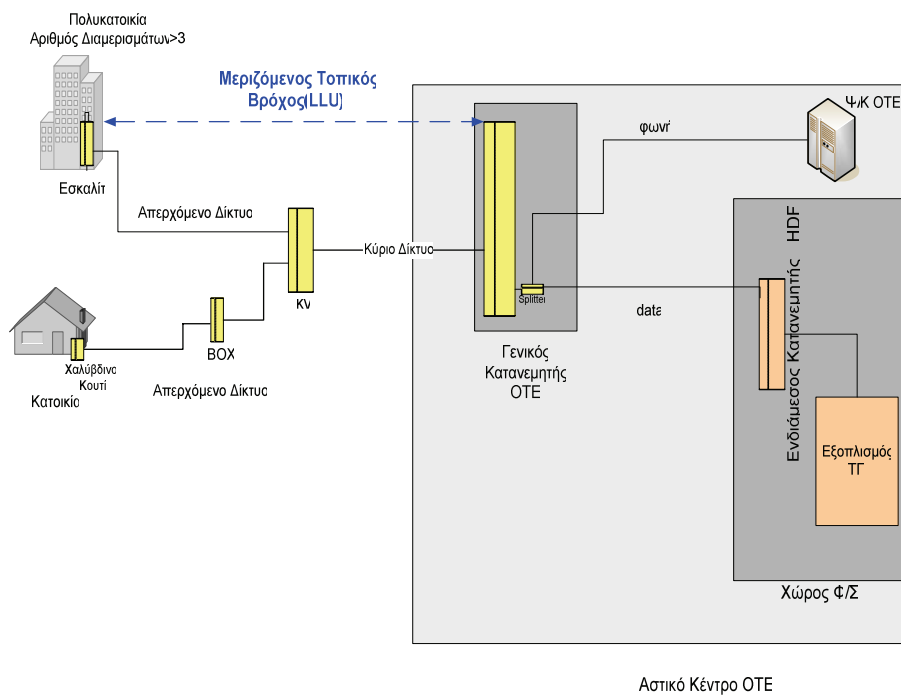 Πολυκατοικία
Αριθμός Διαμερισμάτων>3
Μεριζόμενος Τοπικός
Βρόχος(LLU)
Ψ/Κ ΟΤΕ
φωνή
Εσκαλίτ
Απερχόμενο Δίκτυο
Κύριο Δίκτυο
KV
Splitter
data
Ενδιάμεσος Κατανεμητής HDF
BOX
Χαλύβδινο
Κουτί
Κατοικία
Απερχόμενο Δίκτυο
Γενικός
Κατανεμητής
ΟΤΕ
Εξοπλισμός
ΤΓ
Χώρος Φ/Σ
Αστικό Κέντρο ΟΤΕ